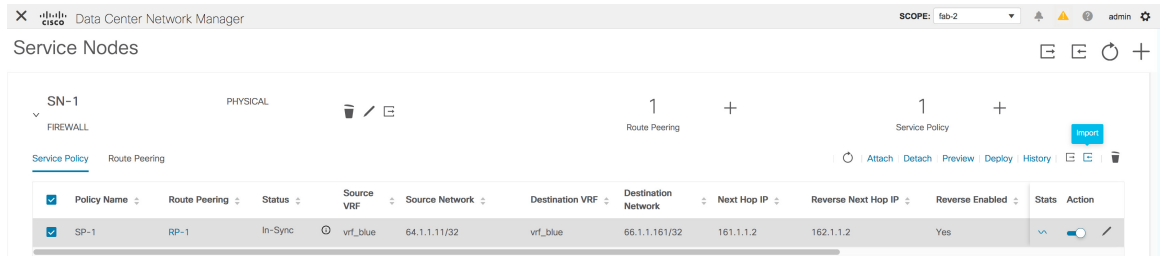 cisco Data Center Network Manager SCOPE: fab-2 admin
Service Nodes
SN-1 PHYSICAL 1 1
FIREWALL Route Peering Service Policy
Import
Service Policy Route Peering Attach Detach Preview Deploy History
Policy Name Route Peering Status Source VRF Source Network Destination VRF Destination Network Next Hop IP Reverse Next Hop IP Reverse Enabled Stats Action
SP-1 RP-1 In-Sync vrf_blue 64.1.1.11/32 vrf_blue 66.1.1.161/32 161.1.1.2 162.1.1.2 Yes